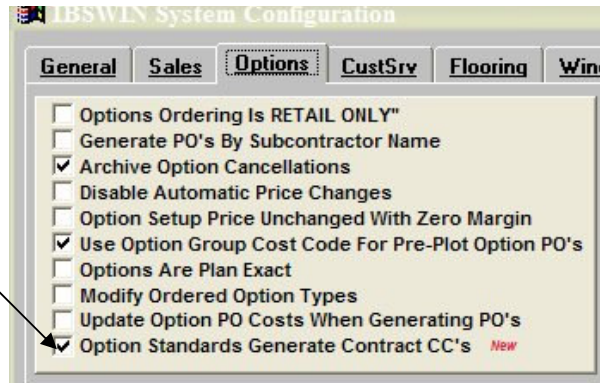 IBSWIN System Configuration
General Sales Options CustSrv Flooring Win
Options Ordering Is RETAIL ONLY"
Generate PO's By Subcontractor Name
Archive Option Cancellations
Disable Automatic Price Changes
Option Setup Price Unchanged With Zero Margin
Use Option Group Cost Code For Pre-Plot Option PO's
Options Are Plan Exact
Modify Ordered Option Types
Update Option PO Costs When Generating PO's
Option Standards Generate Contract CC's New